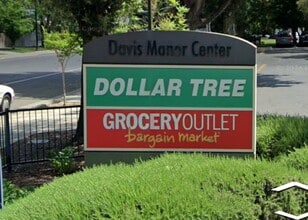 Davis Manor Center
DOLLAR TREE
GROCERY OUTLET
bargain market